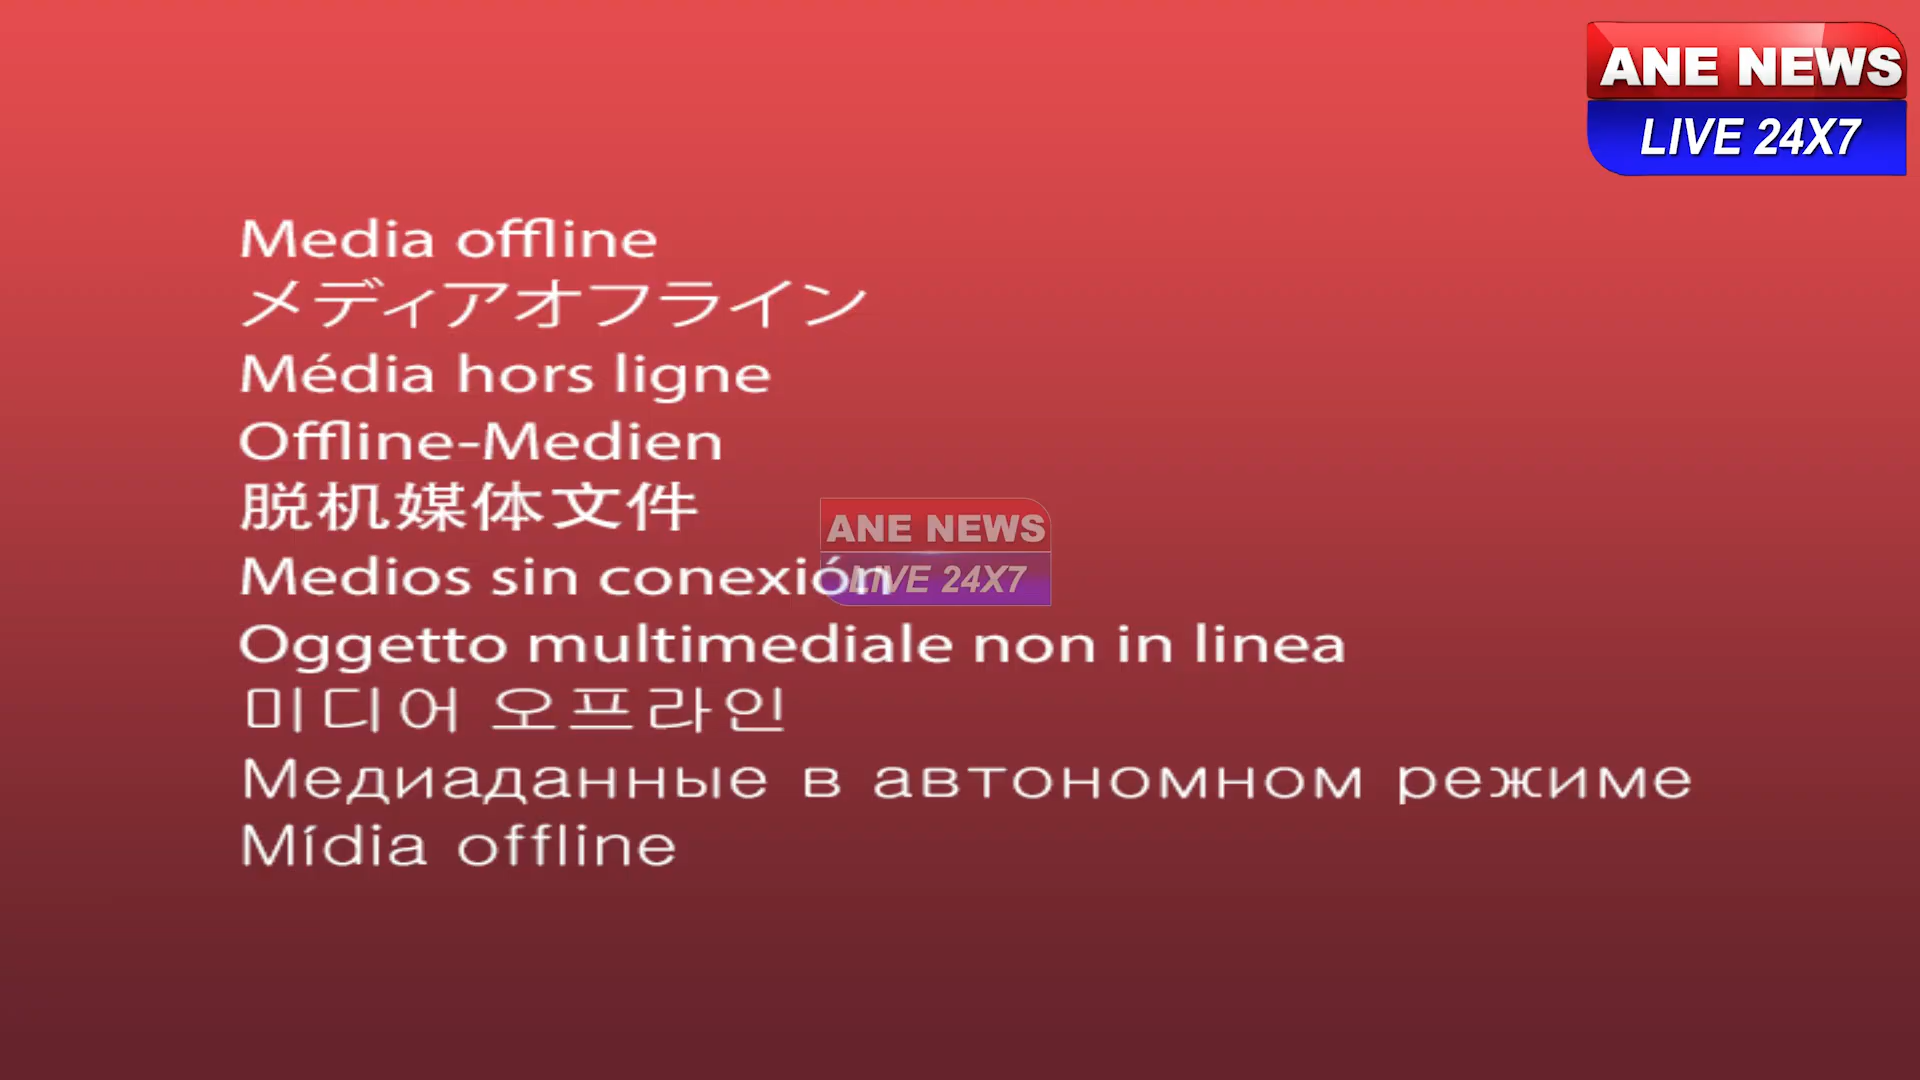 ANE NEWS
LIVE 24X7
Media offline
メディアオフライン
Média hors ligne
Offline-Medien
脱机媒体文件
ANE NEWS
Medios sin conexión
LIVE 24X7
Oggetto multimediale non in linea
미디어 오프라인
Медиаданные в автономном режиме
Mídia offline